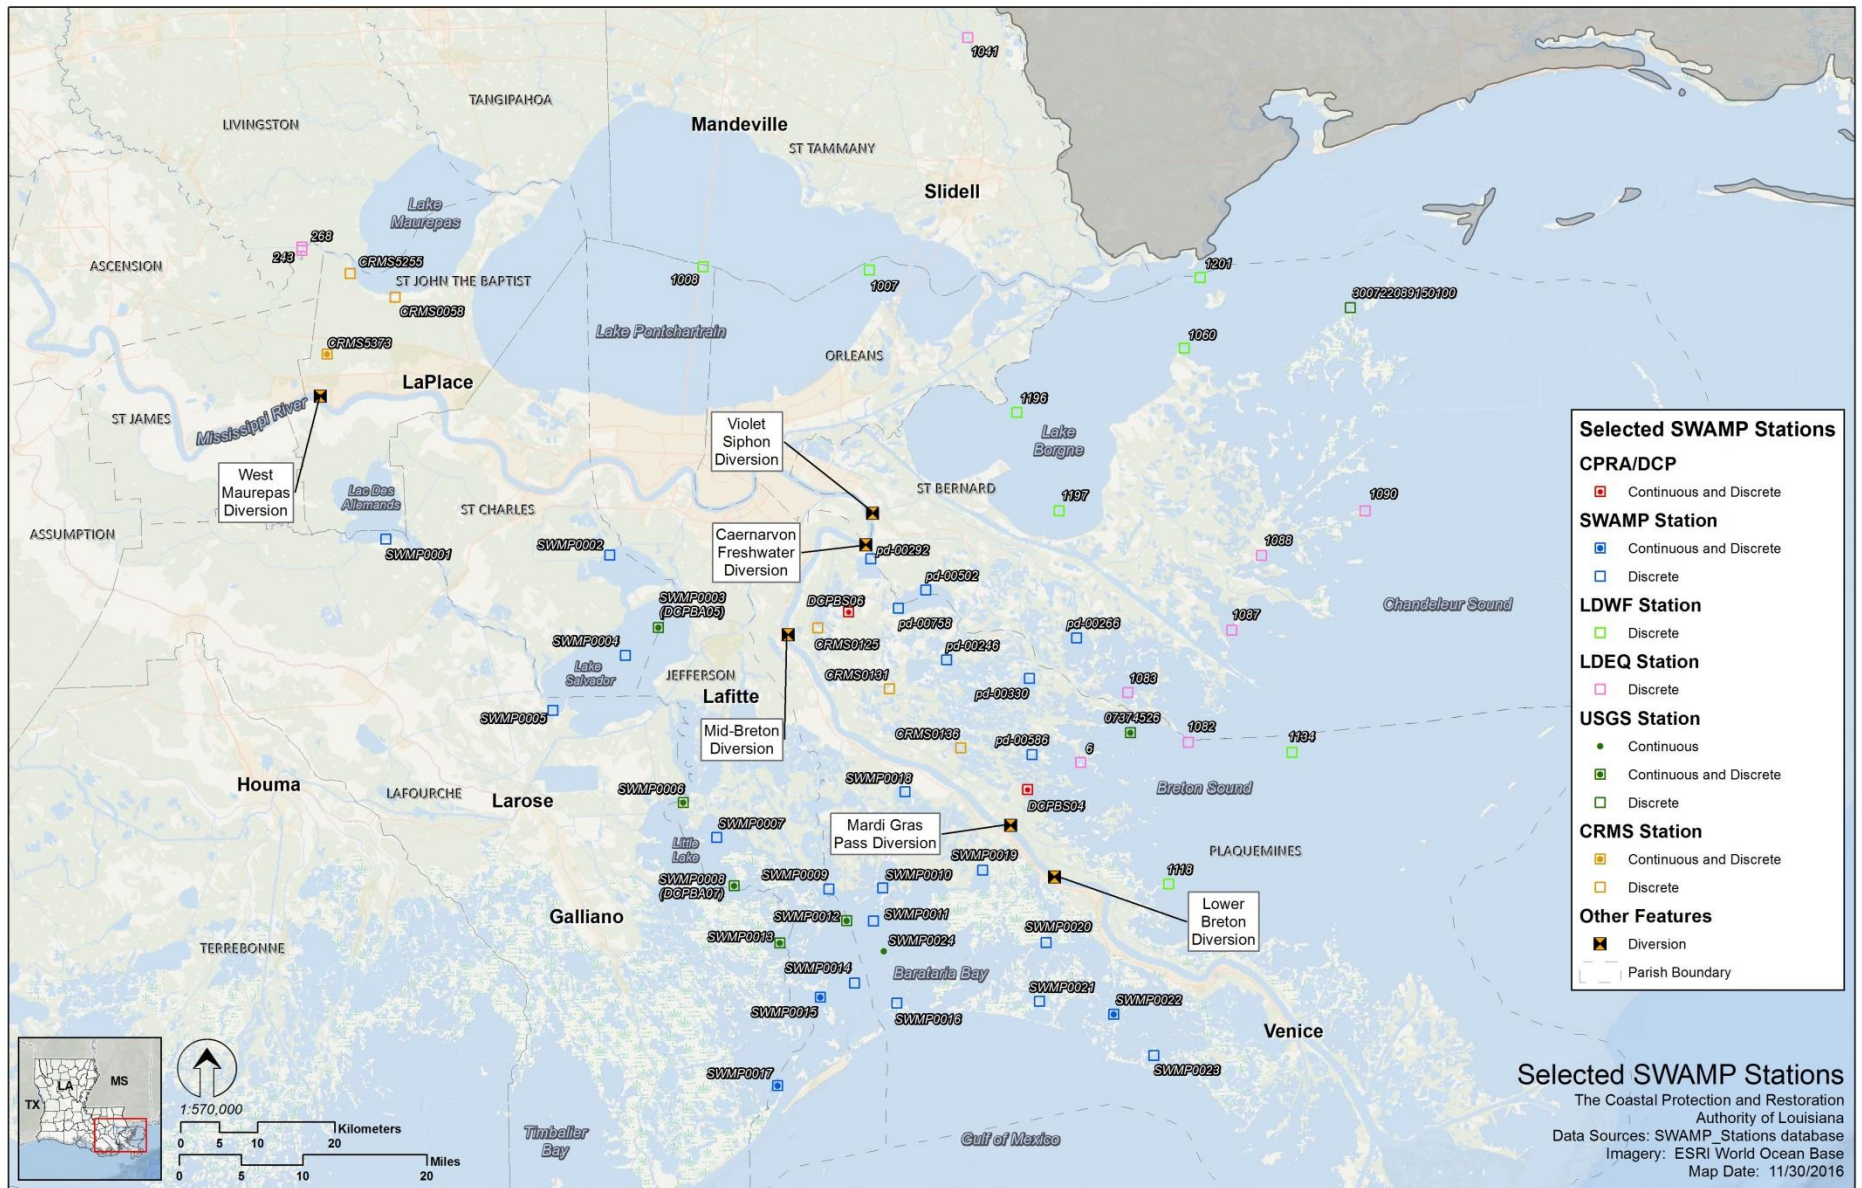 1041
TANGIPAHOA
LIVINGSTON
Mandeville
ST TAMMANY
Slidell
Lake
Maurepas
268
243
CRMS5255
ASCENSION
ST JOHN THE BAPTIST
CRMS0058
1008
1007
1201
300722089150100
Lake Pontchartrain
CRMS5373
ORLEANS
1060
LaPlace
ST JAMES
Mississippi River
1196
Lake
Borgne
Violet
Siphon
Diversion
West
Maurepas
Diversion
Lac Des
Allemands
ST CHARLES
ST BERNARD
1197
1090
ASSUMPTION
SWMP0001
SWMP0002
Caernarvon
Freshwater
Diversion
pd-00292
1088
pd-00502
SWMP0003
(DCPBA05)
DCPBS06
pd-00758
Chandeleur Sound
1087
pd-00266
SWMP0004
CRMS0125
pd-00246
Lake
Salvador
JEFFERSON
CRMS0131
pd-00330
1083
Lafitte
SWMP0005
Mid-Breton
Diversion
07374526
CRMS0136
pd-00586
6
1082
1134
Houma
LAFOURCHE
Larose
SWMP0006
SWMP0018
DCPBS04
Breton Sound
Mardi Gras
Pass Diversion
SWMP0007
Little
Lake
PLAQUEMINES
SWMP0019
SWMP0008
(DCPBA07)
SWMP0009
SWMP0010
1118
Galliano
SWMP0012
SWMP0011
Lower
Breton
Diversion
TERREBONNE
SWMP0013
SWMP0024
SWMP0020
SWMP0014
Barataria Bay
SWMP0015
SWMP0016
SWMP0021
SWMP0022
Venice
SWMP0023
SWMP0017
Timbalier
Bay
Gulf of Mexico
Selected SWAMP Stations
CPRA/DCP
Continuous and Discrete
SWAMP Station
Continuous and Discrete
Discrete
LDWF Station
Discrete
LDEQ Station
Discrete
USGS Station
Continuous
Continuous and Discrete
Discrete
CRMS Station
Continuous and Discrete
Discrete
Other Features
Diversion
Parish Boundary
LA
MS
TX
1:570,000
Kilometers
0 5 10 20
Miles
0 5 10 20
Selected SWAMP Stations
The Coastal Protection and Restoration
Authority of Louisiana
Data Sources: SWAMP_Stations database
Imagery: ESRI World Ocean Base
Map Date: 11/30/2016